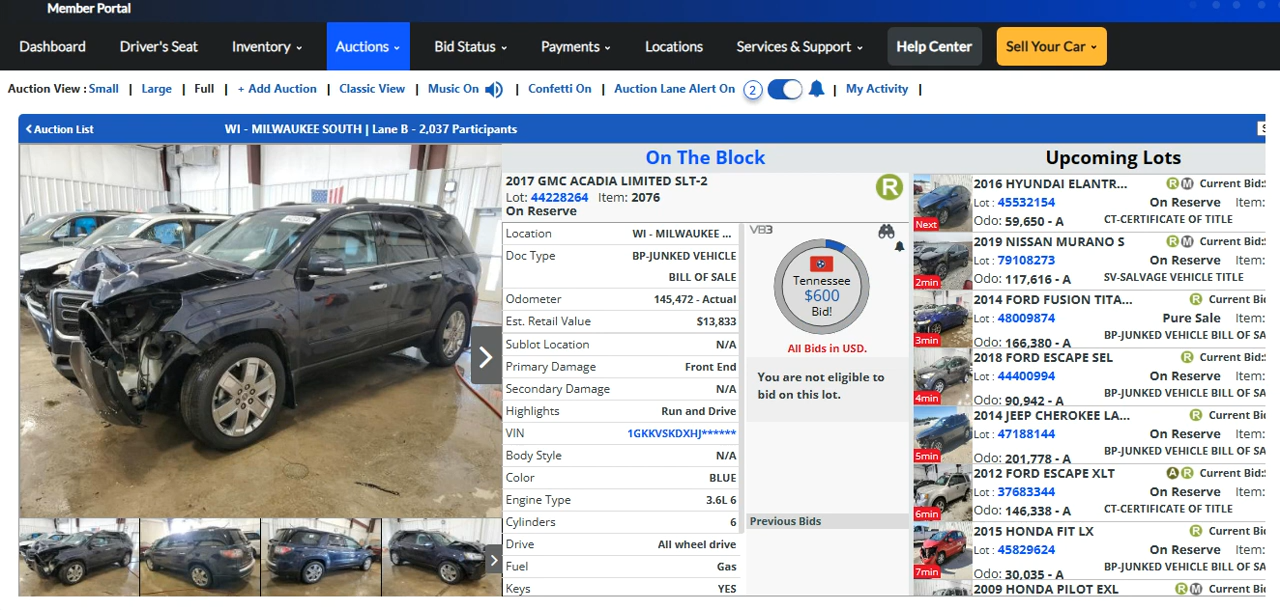 Member Portal
Dashboard Driver's Seat Inventory Auctions Bid Status Payments Locations Services & Support Help Center Sell Your Car
Auction View : Small | Large | Full | + Add Auction | Classic View | Music On | Confetti On | Auction Lane Alert On 2 | My Activity |
Auction List WI - MILWAUKEE SOUTH | Lane B - 2,037 Participants
On The Block
2017 GMC ACADIA LIMITED SLT-2
Lot: 44228264 Item: 2076
On Reserve
R
Location WI - MILWAUKEE ...
Doc Type BP-JUNKED VEHICLE
BILL OF SALE
Odometer 145,472 - Actual
Est. Retail Value $13,833
Sublot Location N/A
Primary Damage Front End
Secondary Damage N/A
Highlights Run and Drive
VIN 1GKKVSKDXHJ******
Body Style N/A
Color BLUE
Engine Type 3.6L 6
Cylinders 6
Drive All wheel drive
Fuel Gas
Keys YES
VB3
Tennessee
$600
Bid!
All Bids in USD.
You are not eligible to
bid on this lot.
Previous Bids
Upcoming Lots
2016 HYUNDAI ELANTR... R M Current Bid:
Lot : 45532154 On Reserve Item:
Next Odo: 59,650 - A CT-CERTIFICATE OF TITLE
2019 NISSAN MURANO S R M Current Bid:
Lot : 79108273 On Reserve Item:
2min Odo: 117,616 - A SV-SALVAGE VEHICLE TITLE
2014 FORD FUSION TITA... R Current Bid
Lot : 48009874 Pure Sale Item:
3min Odo: 166,380 - A BP-JUNKED VEHICLE BILL OF SA
2018 FORD ESCAPE SEL R Current Bid:
Lot : 44400994 On Reserve Item:
4min Odo: 90,942 - A BP-JUNKED VEHICLE BILL OF SA
2014 JEEP CHEROKEE LA... R Current Bi
Lot : 47188144 On Reserve Item:
5min Odo: 201,778 - A BP-JUNKED VEHICLE BILL OF SA
2012 FORD ESCAPE XLT A R Current Bid:
Lot : 37683344 On Reserve Item:
6min Odo: 146,338 - A CT-CERTIFICATE OF TITLE
2015 HONDA FIT LX R Current Bi
Lot : 45829624 On Reserve Item:
7min Odo: 30,035 - A BP-JUNKED VEHICLE BILL OF SA
2009 HONDA PILOT EXL R M Current Bi